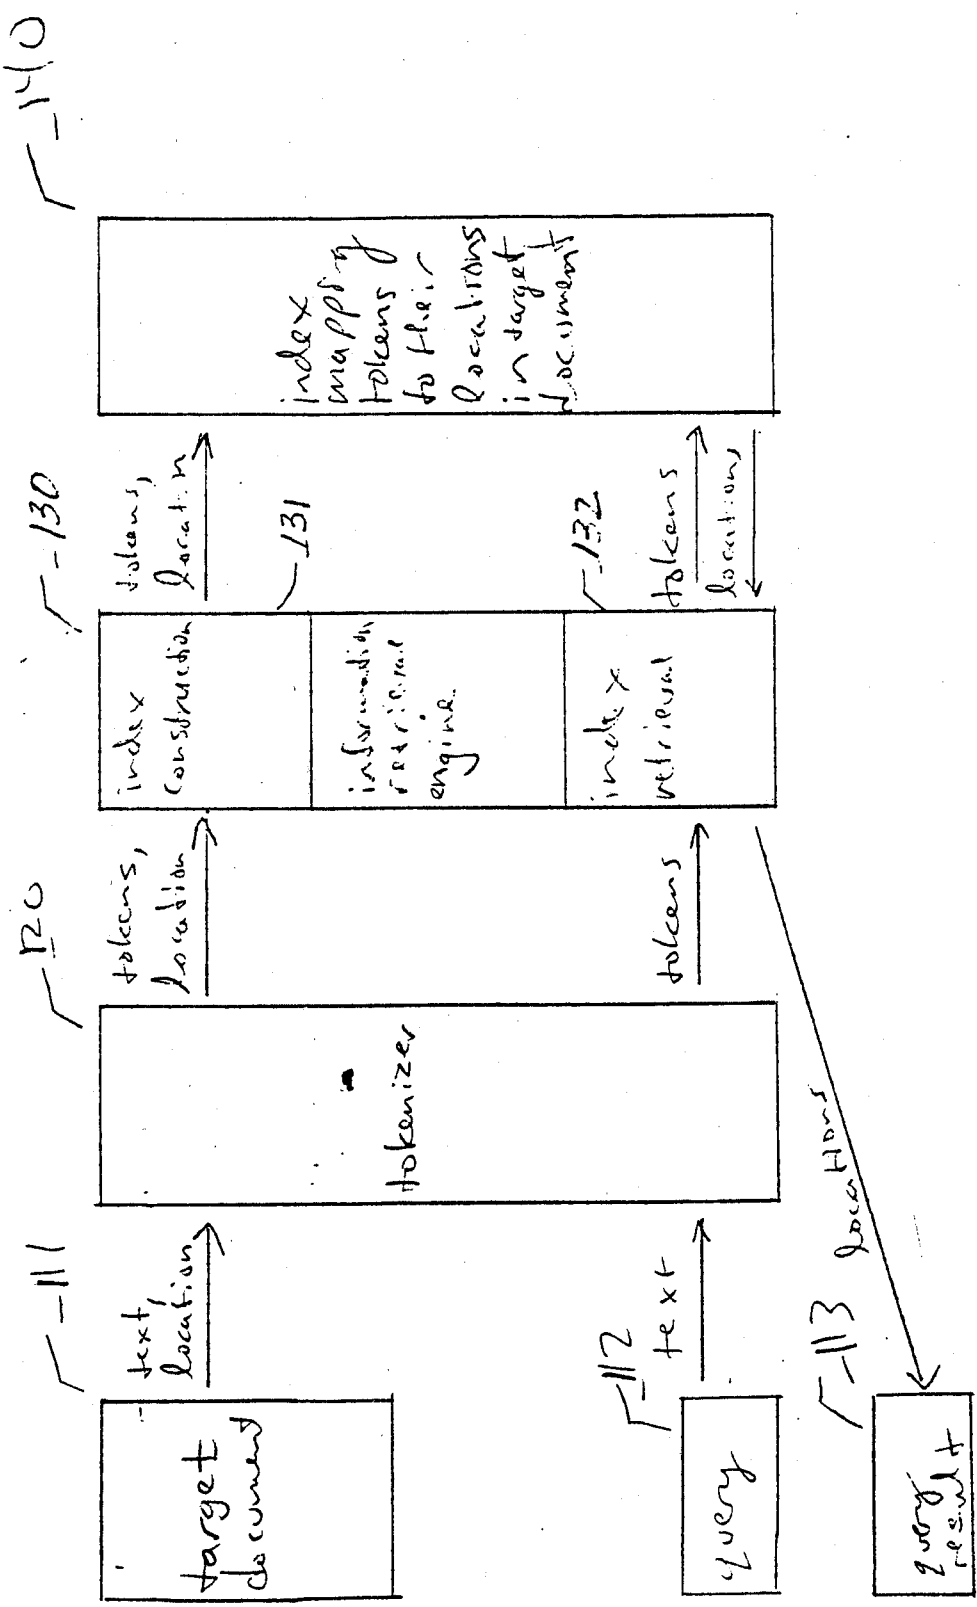 111
target
document
text,
location
120
tokenizer
tokens,
location
130
index
construction
131
information
retrieval
engine
index
retrieval
132
tokens,
location
140
index
mapping
tokens
to their
locations
in target
document
112
query
text
tokens
tokens
locations
113
query
result
locations